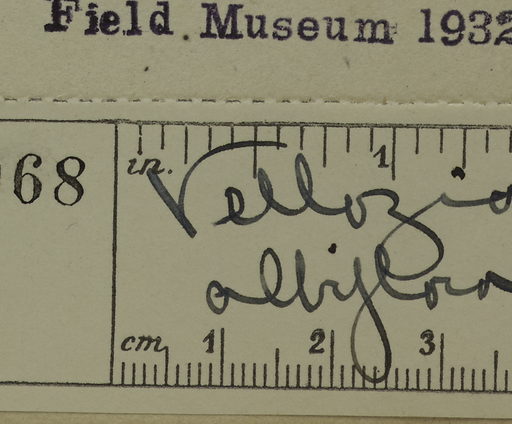 Field Museum 1932
68
in. 1
Vellozia
albiflora
cm 1 2 3